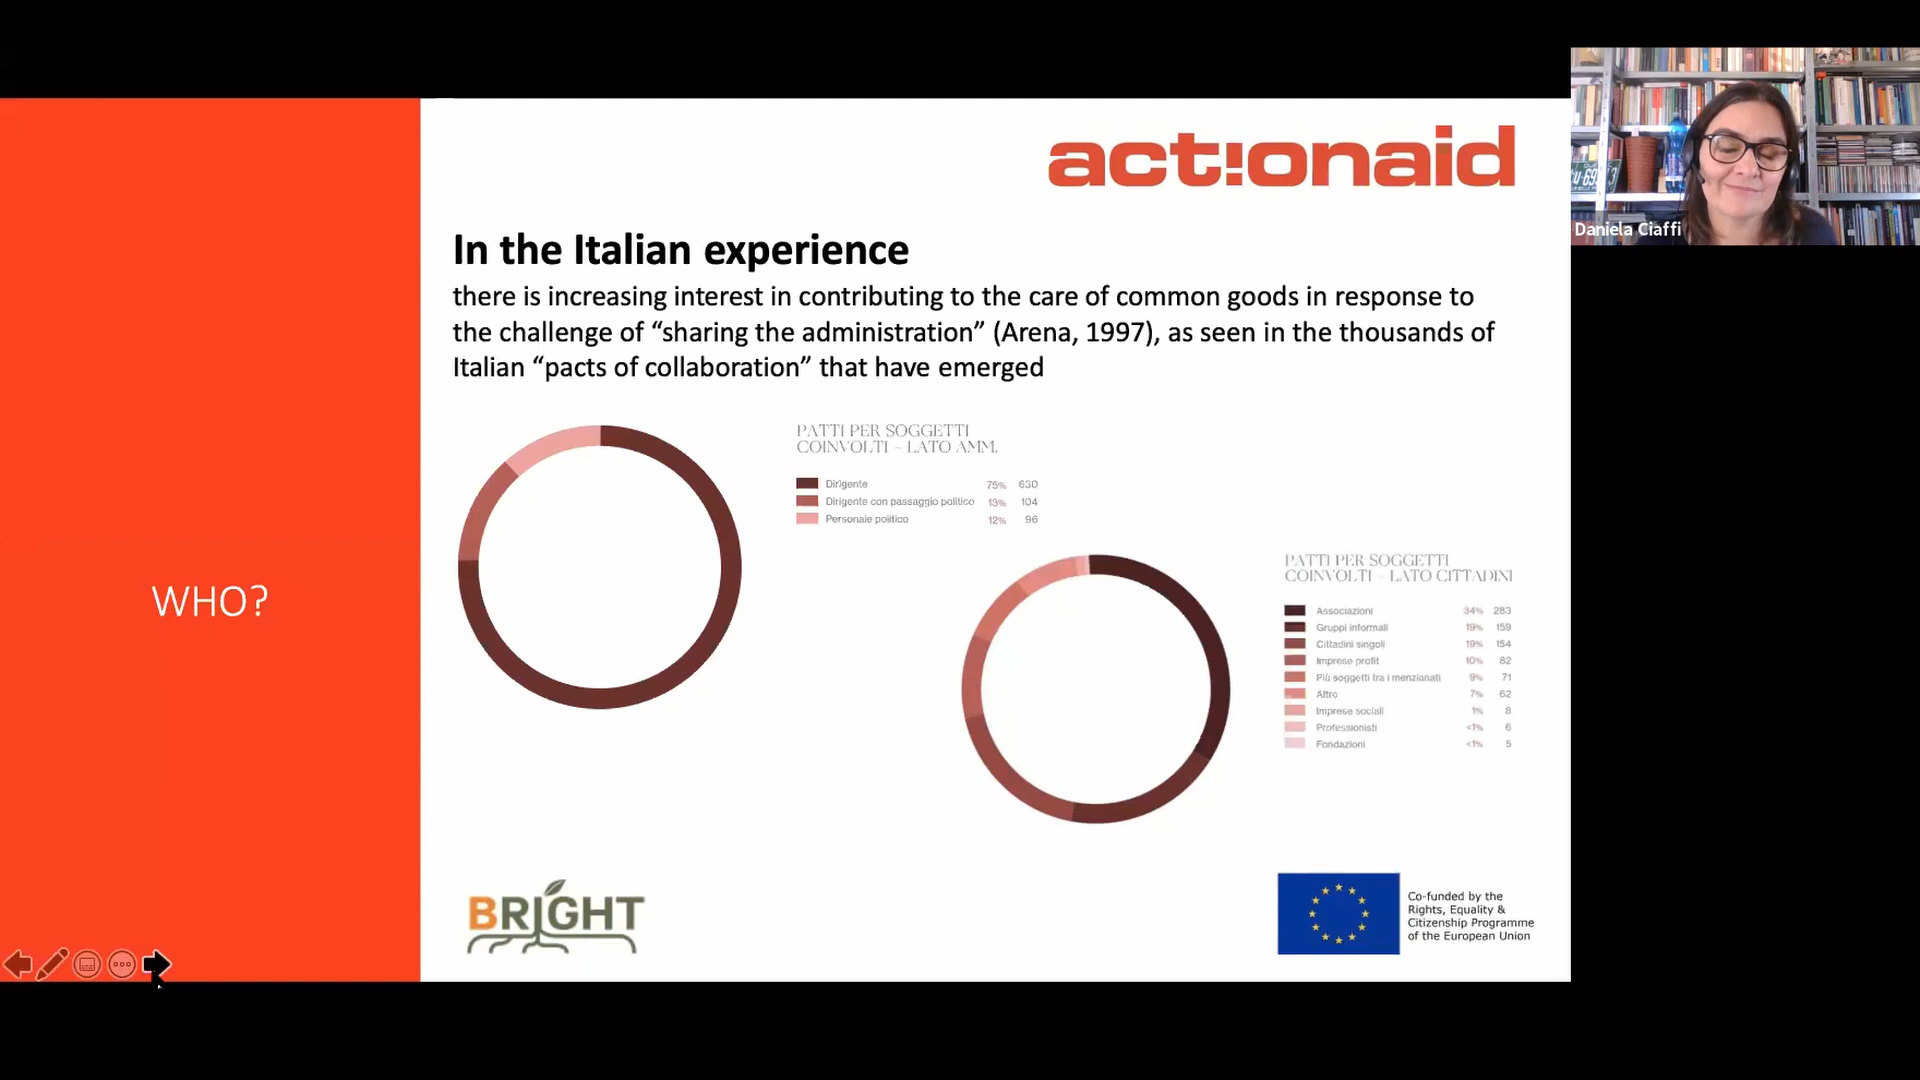 act!onaid
Daniela Ciaffi
In the Italian experience
there is increasing interest in contributing to the care of common goods in response to
the challenge of “sharing the administration” (Arena, 1997), as seen in the thousands of
Italian “pacts of collaboration” that have emerged
WHO?
PATTI PER SOGGETTI
COINVOLTI – LATO AMM.
Dirigente 75% 630
Dirigente con passaggio politico 13% 104
Personale politico 12% 96
PATTI PER SOGGETTI
COINVOLTI – LATO CITTADINI
Associazioni 34% 283
Gruppi informali 19% 159
Cittadini singoli 19% 154
Imprese profit 10% 82
Più soggetti tra i menzianati 9% 71
Altro 7% 62
Imprese sociali 1% 8
Professionisti <1% 6
Fondazioni <1% 5
BRIGHT
Co-funded by the
Rights, Equality &
Citizenship Programme
of the European Union